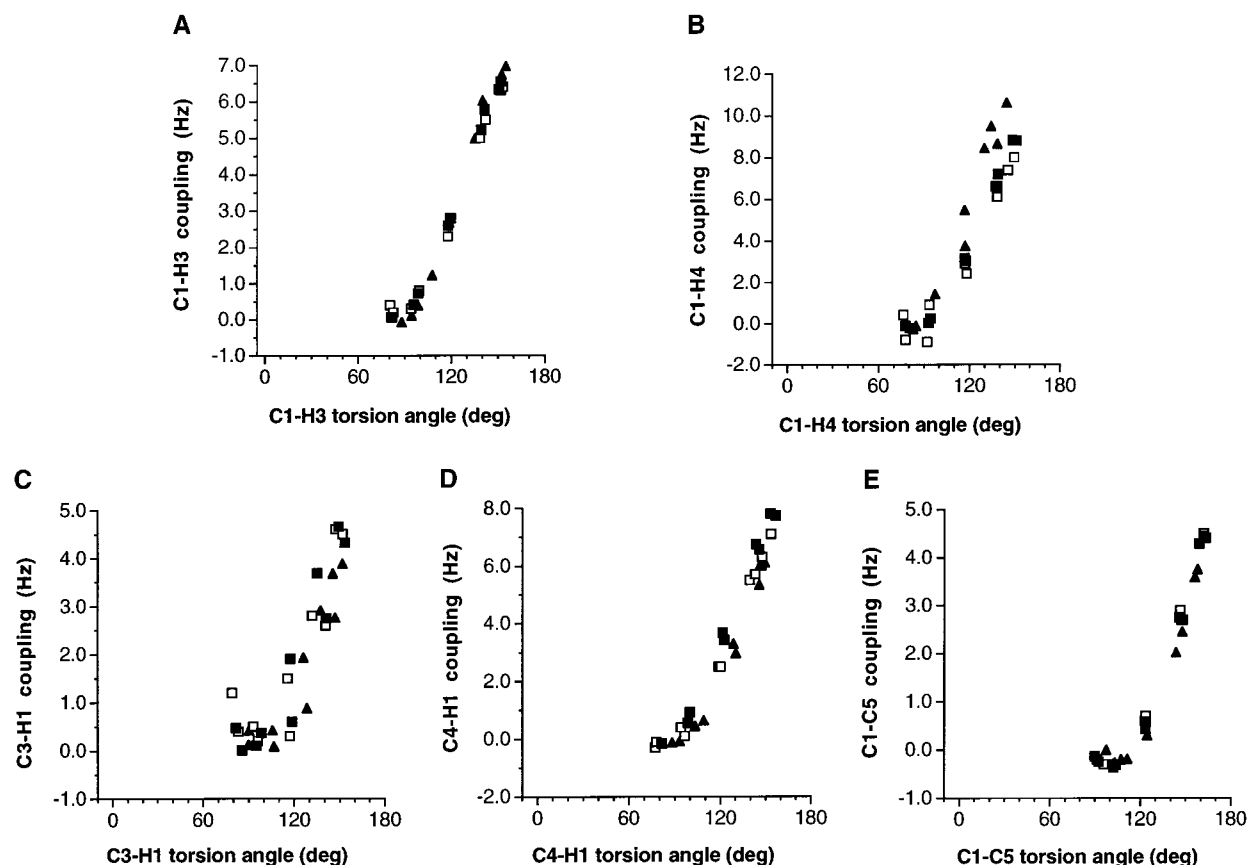 A
7.0
6.0
5.0
4.0
3.0
2.0
1.0
0.0
-1.0
0 60 120 180
C1-H3 coupling (Hz)
C1-H3 torsion angle (deg)
B
12.0
10.0
8.0
6.0
4.0
2.0
0.0
-2.0
0 60 120 180
C1-H4 coupling (Hz)
C1-H4 torsion angle (deg)
C
5.0
4.0
3.0
2.0
1.0
0.0
-1.0
0 60 120 180
C3-H1 coupling (Hz)
C3-H1 torsion angle (deg)
D
8.0
6.0
4.0
2.0
0.0
-2.0
0 60 120 180
C4-H1 coupling (Hz)
C4-H1 torsion angle (deg)
E
5.0
4.0
3.0
2.0
1.0
0.0
-1.0
0 60 120 180
C1-C5 coupling (Hz)
C1-C5 torsion angle (deg)